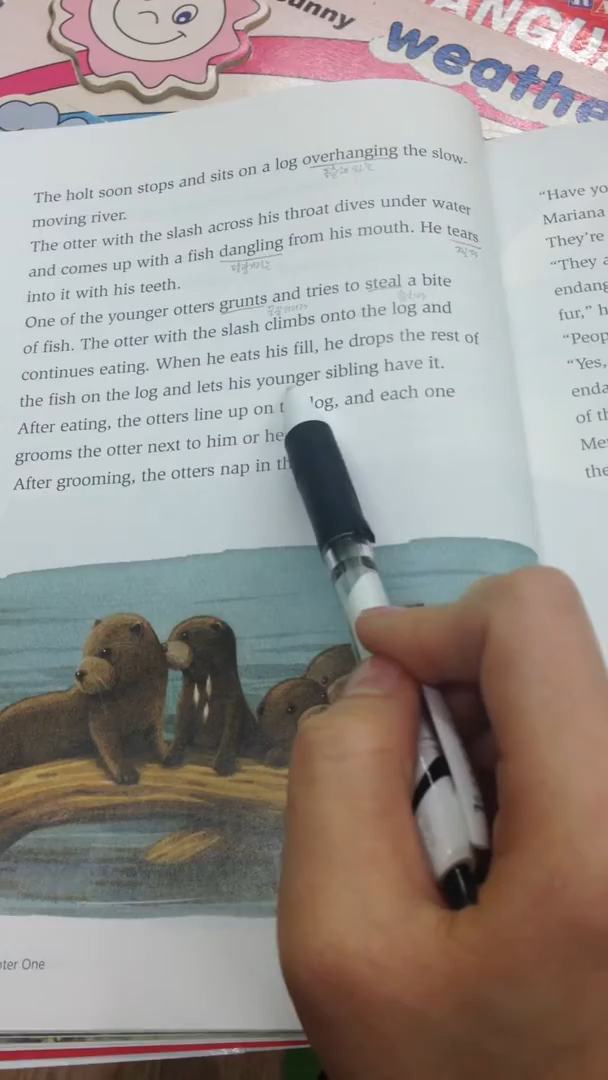 unny
ANGU
weathe
The holt soon stops and sits on a log overhanging the slow-
moving river.
The otter with the slash across his throat dives under water
and comes up with a fish dangling from his mouth. He tears
into it with his teeth.
One of the younger otters grunts and tries to steal a bite
of fish. The otter with the slash climbs onto the log and
continues eating. When he eats his fill, he drops the rest of
the fish on the log and lets his younger sibling have it.
After eating, the otters line up on t log, and each one
grooms the otter next to him or he
After grooming, the otters nap in th
ter One
"Have yo
Mariana
They're
"They a
endang
fur," h
"Peop
"Yes,
enda
of th
Me
the